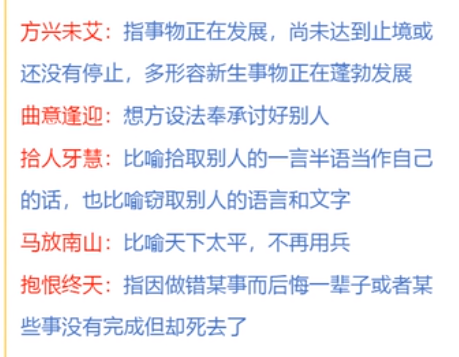 方兴未艾：指事物正在发展，尚未达到止境或
还没有停止，多形容新生事物正在蓬勃发展
曲意逢迎：想方设法奉承讨好别人
拾人牙慧：比喻拾取别人的一言半语当作自己
的话，也比喻窃取别人的语言和文字
马放南山：比喻天下太平，不再用兵
抱恨终天：指因做错某事而后悔一辈子或者某
些事没有完成但却死去了